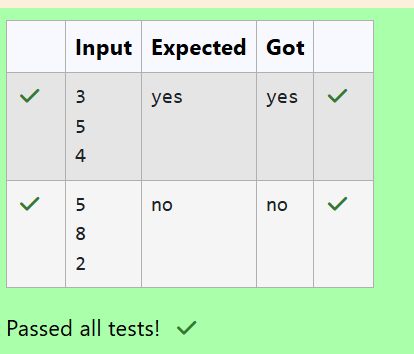 Input Expected Got
3 yes yes
5
4
5 no no
8
2
Passed all tests!